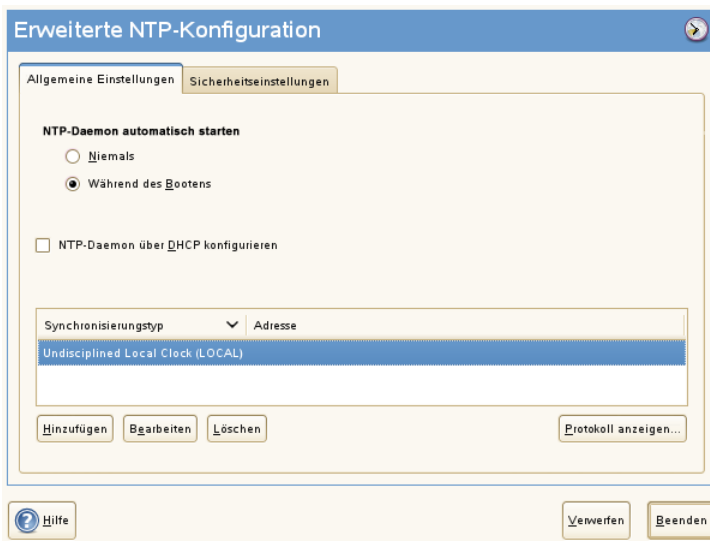 Erweiterte NTP-Konfiguration
Allgemeine Einstellungen Sicherheitseinstellungen
NTP-Daemon automatisch starten
Niemals
Während des Bootens
NTP-Daemon über DHCP konfigurieren
Synchronisierungstyp Adresse
Undisciplined Local Clock (LOCAL)
Hinzufügen Bearbeiten Löschen Protokoll anzeigen...
Hilfe Verwerfen Beenden